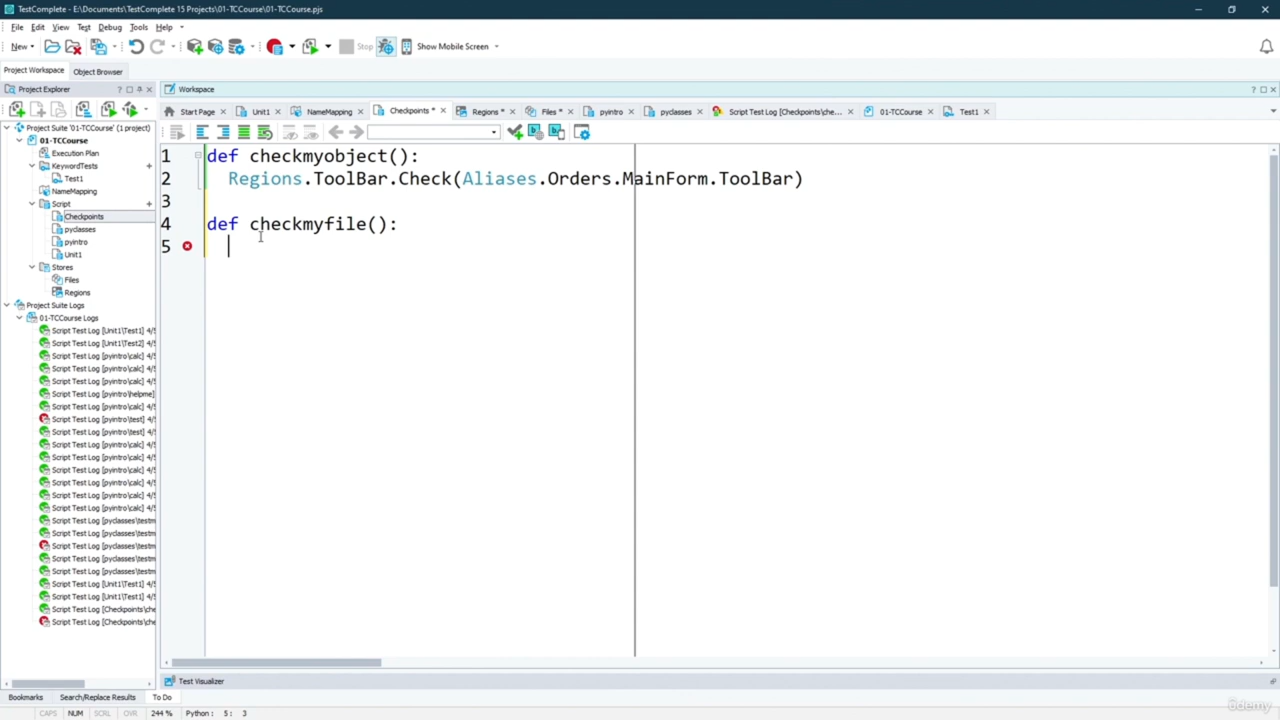 TestComplete - E:\Documents\TestComplete 15 Projects\01-TCCourse\01-TCCourse.pjs
File Edit View Test Debug Tools Help
New Stop Show Mobile Screen
Project Workspace Object Browser
Project Explorer
Workspace
Start Page Unit1 NameMapping Checkpoints * Regions * Files * pyintro pyclasses Script Test Log [Checkpoints\che... 01-TCCourse Test1
Project Suite '01-TCCourse' (1 project)
01-TCCourse
Execution Plan
KeywordTests
Test1
NameMapping
Script
Checkpoints
pyclasses
pyintro
Unit1
Stores
Files
Regions
Project Suite Logs
01-TCCourse Logs
Script Test Log [Unit1\Test1] 4/5
Script Test Log [Unit1\Test2] 4/5
Script Test Log [pyintro\calc] 4/5
Script Test Log [pyintro\calc] 4/5
Script Test Log [pyintro\calc] 4/5
Script Test Log [pyintro\helpme]
Script Test Log [pyintro\calc] 4/5
Script Test Log [pyintro\test] 4/5
Script Test Log [pyintro\test] 4/5
Script Test Log [pyintro\calc] 4/5
Script Test Log [pyintro\calc] 4/5
Script Test Log [pyintro\calc] 4/5
Script Test Log [pyintro\calc] 4/5
Script Test Log [pyintro\calc] 4/5
Script Test Log [pyintro\calc] 4/5
Script Test Log [pyclasses\testm
Script Test Log [pyclasses\testm
Script Test Log [pyclasses\testm
Script Test Log [pyclasses\testm
Script Test Log [pyclasses\testm
Script Test Log [Unit1\Test1] 4/5
Script Test Log [Unit1\Test1] 4/5
Script Test Log [Checkpoints\che
Script Test Log [Checkpoints\che
1 def checkmyobject():
2 Regions.ToolBar.Check(Aliases.Orders.MainForm.ToolBar)
3
4 def checkmyfile():
5
Test Visualizer
Bookmarks Search/Replace Results To Do
CAPS NUM SCRL OVR 244 % Python : 5 : 3
ûdemy